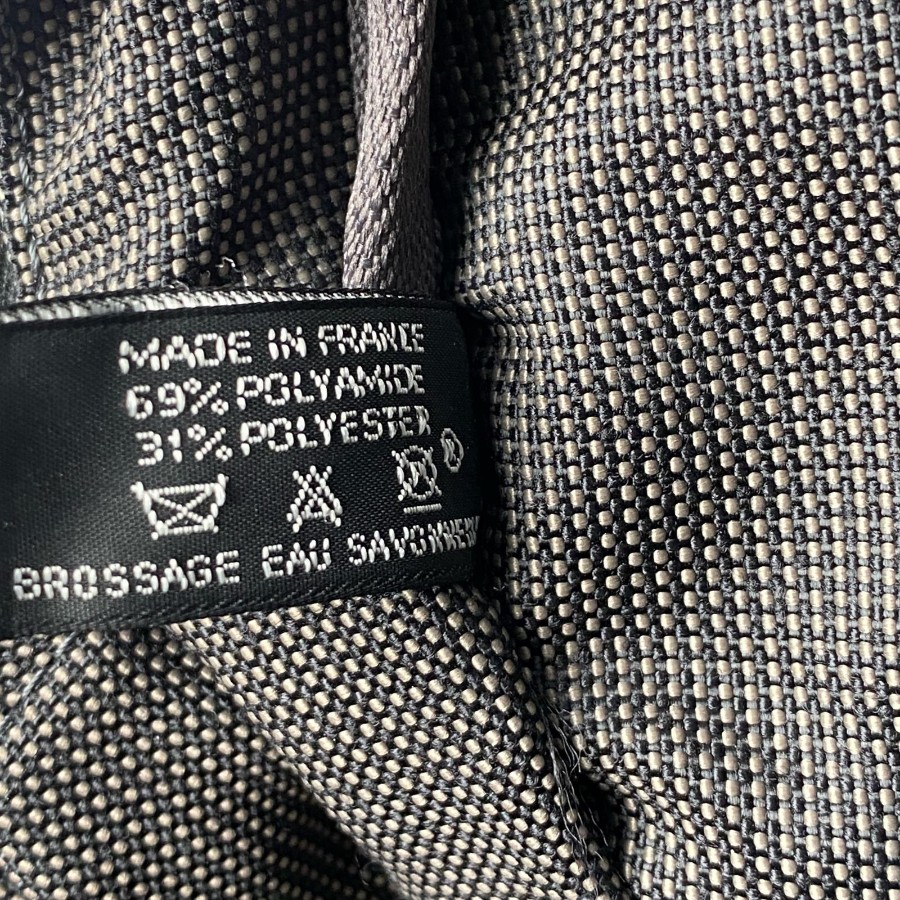 MADE IN FRANCE
69% POLYAMIDE
31% POLYESTER
®
BROSSAGE EAU SAVONNEUSE